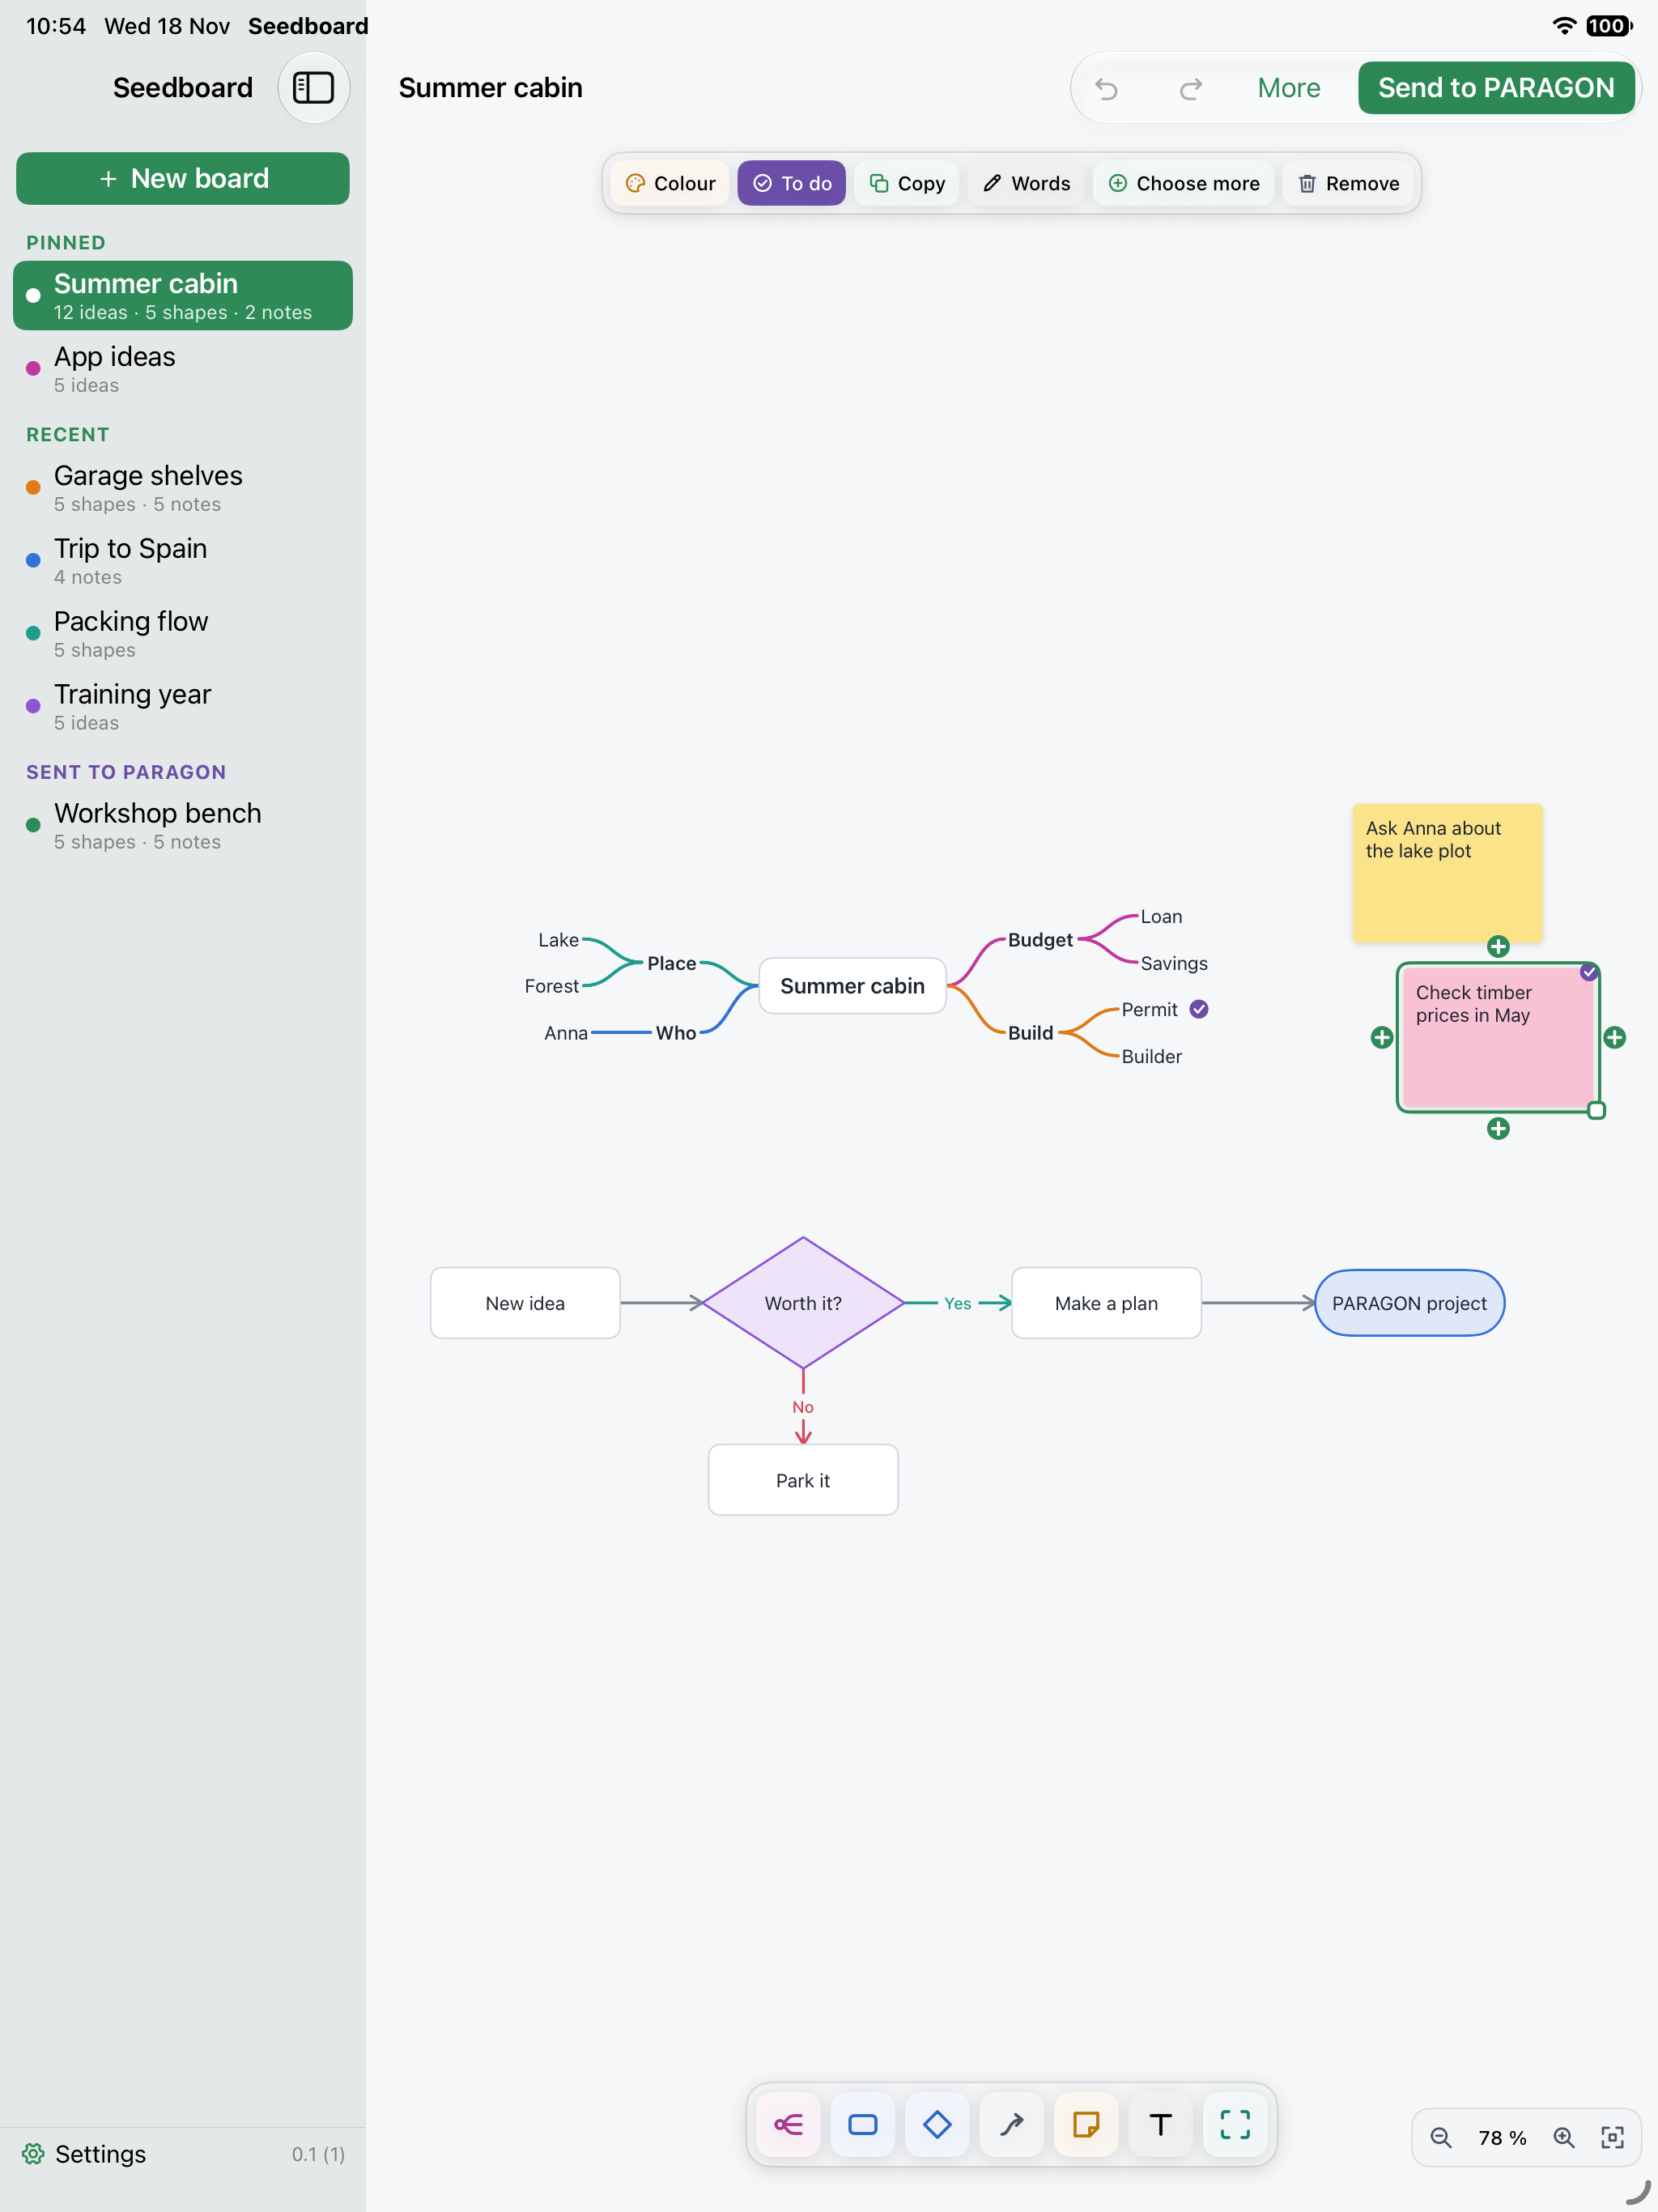 10:54 Wed 18 Nov Seedboard
100
Seedboard
Summer cabin
More
Send to PARAGON
New board
Colour
To do
Copy
Words
Choose more
Remove
PINNED
Summer cabin
12 ideas · 5 shapes · 2 notes
App ideas
5 ideas
RECENT
Garage shelves
5 shapes · 5 notes
Trip to Spain
4 notes
Packing flow
5 shapes
Training year
5 ideas
SENT TO PARAGON
Workshop bench
5 shapes · 5 notes
Ask Anna about
the lake plot
Lake
Forest
Place
Anna
Who
Summer cabin
Budget
Loan
Savings
Build
Permit
Builder
Check timber
prices in May
New idea
Worth it?
Yes
Make a plan
PARAGON project
No
Park it
Settings
0.1 (1)
T
78 %